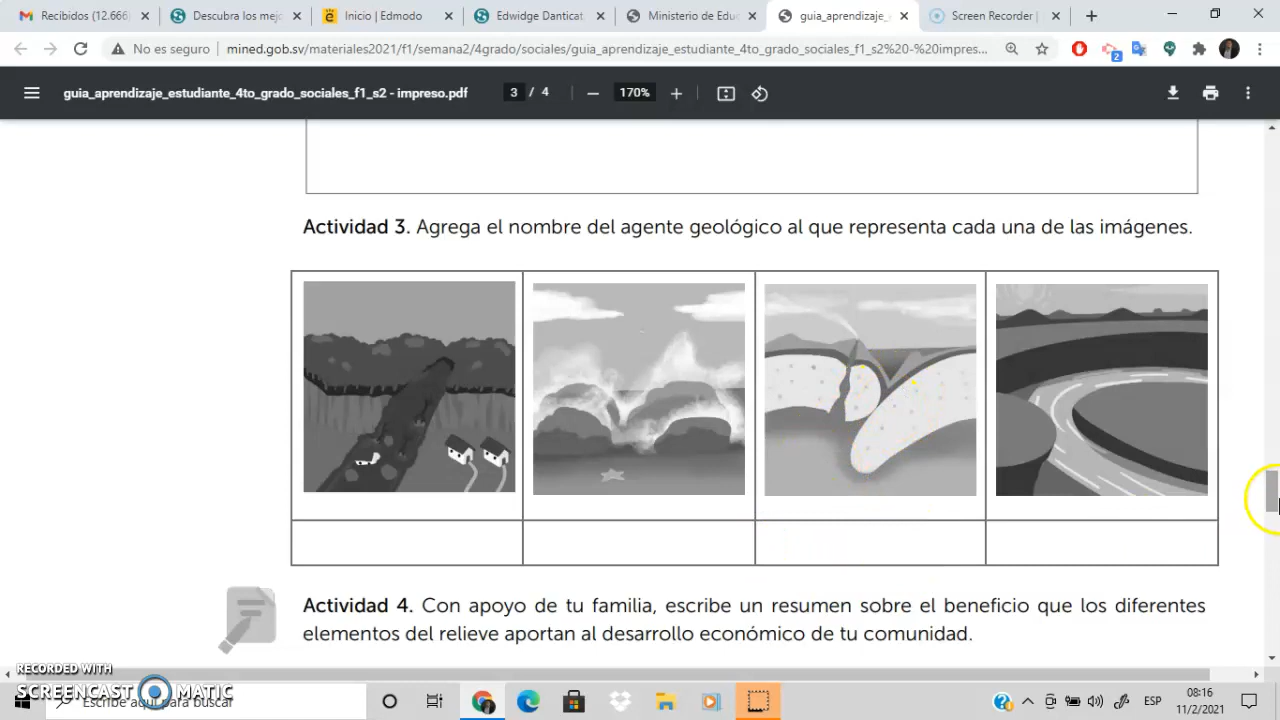 Recibidos (12.666)
Descubra los mejo
Inicio | Edmodo
Edwidge Danticat,
Ministerio de Edu
guia_aprendizaje_
Screen Recorder |
No es seguro
mined.gob.sv/materiales2021/f1/semana2/4grado/sociales/guia_aprendizaje_estudiante_4to_grado_sociales_f1_s2%20-%20impres...
2
guia_aprendizaje_estudiante_4to_grado_sociales_f1_s2 - impreso.pdf
3 / 4
170%
Actividad 3. Agrega el nombre del agente geológico al que representa cada una de las imágenes.
Actividad 4. Con apoyo de tu familia, escribe un resumen sobre el beneficio que los diferentes
elementos del relieve aportan al desarrollo económico de tu comunidad.
RECORDED WITH
SCREENCAST MATIC
Escribe aquí para buscar
ESP
08:16
11/2/2021